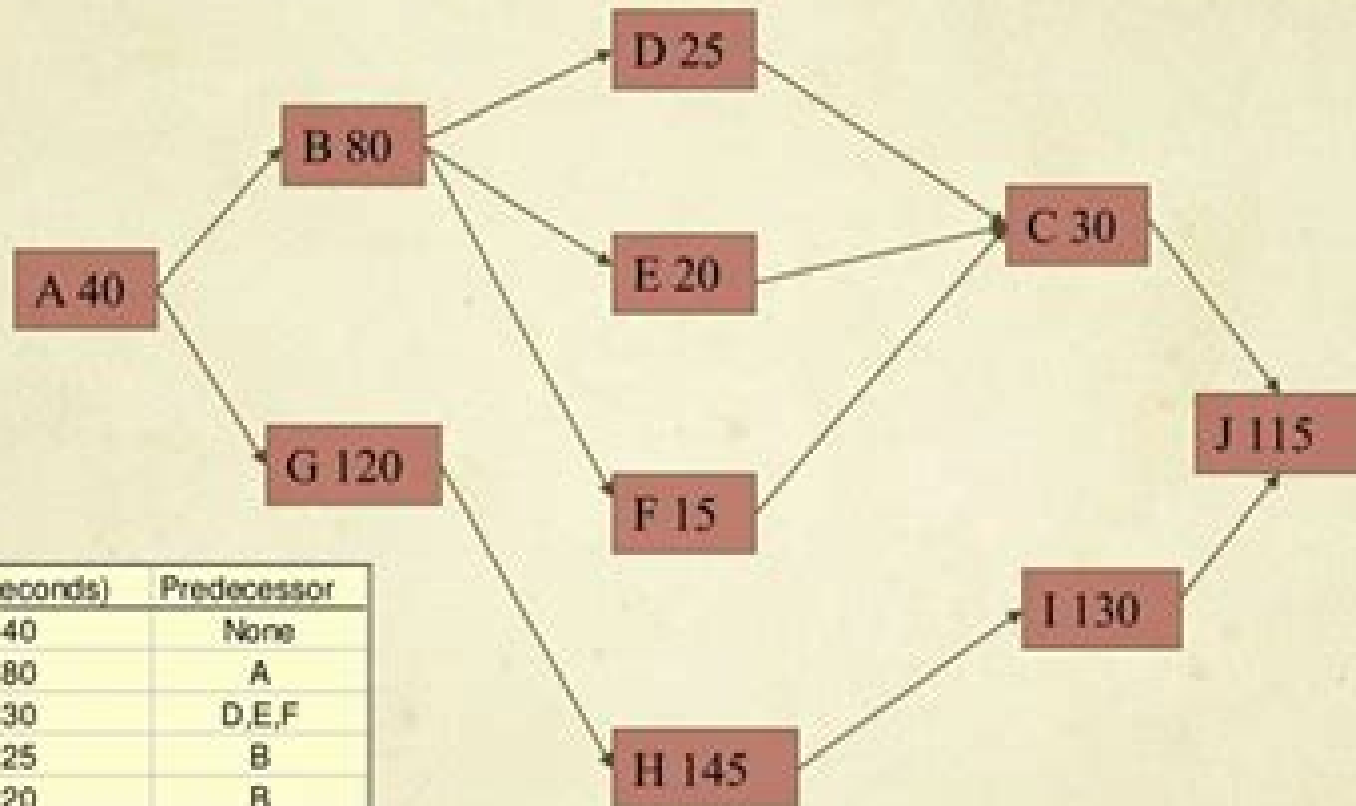 D 25
B 80
C 30
E 20
A 40
J 115
G 120
F 15
I 130
H 145
econds) Predecessor
40 None
80 A
30 D,E,F
25 B
20 B